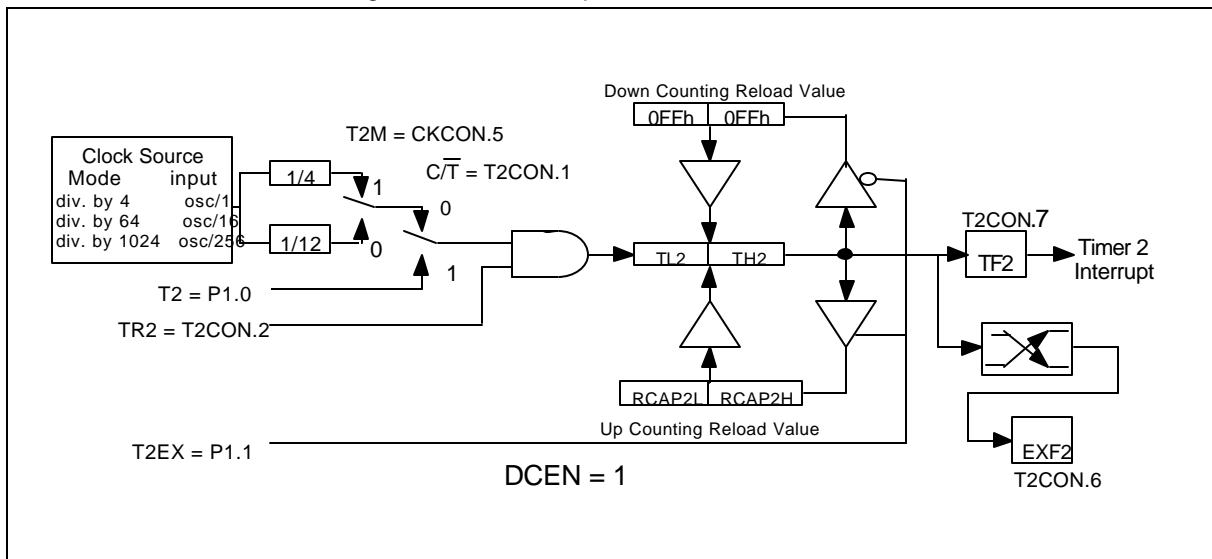 Down Counting Reload Value
0FFh 0FFh
T2M = CKCON.5
C/T = T2CON.1
Clock Source
Mode input
div. by 4 osc/1
div. by 64 osc/16
div. by 1024 osc/256
1/4
1
0
1/12
0
1
TL2 TH2
T2CON.7
TF2
Timer 2
Interrupt
T2 = P1.0
TR2 = T2CON.2
RCAP2L RCAP2H
Up Counting Reload Value
T2EX = P1.1
DCEN = 1
EXF2
T2CON.6